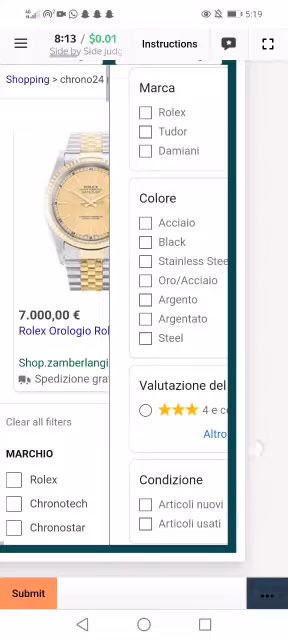 5:19
8:13 / $0.01
Side by Side judg
Instructions
Shopping > chrono24
7.000,00 €
Rolex Orologio Rol
Shop.zamberlangi
Spedizione gra
Clear all filters
MARCHIO
Rolex
Chronotech
Chronostar
Marca
Rolex
Tudor
Damiani
Colore
Acciaio
Black
Stainless Stee
Oro/Acciaio
Argento
Argentato
Steel
Valutazione del
4 e co
Altro
Condizione
Articoli nuovi
Articoli usati
Submit
...